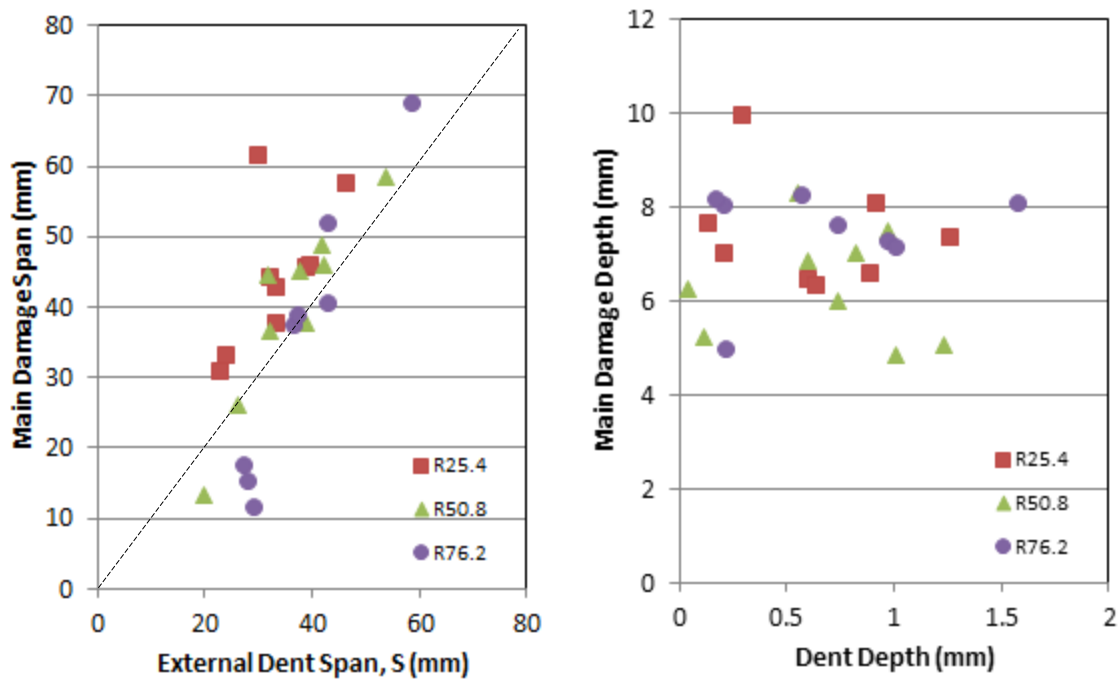 80
70
60
50
40
30
20
10
0
0 20 40 60 80
Main Damage Span (mm)
External Dent Span, S (mm)
R25.4
R50.8
R76.2
12
10
8
6
4
2
0
0 0.5 1 1.5 2
Main Damage Depth (mm)
Dent Depth (mm)
R25.4
R50.8
R76.2